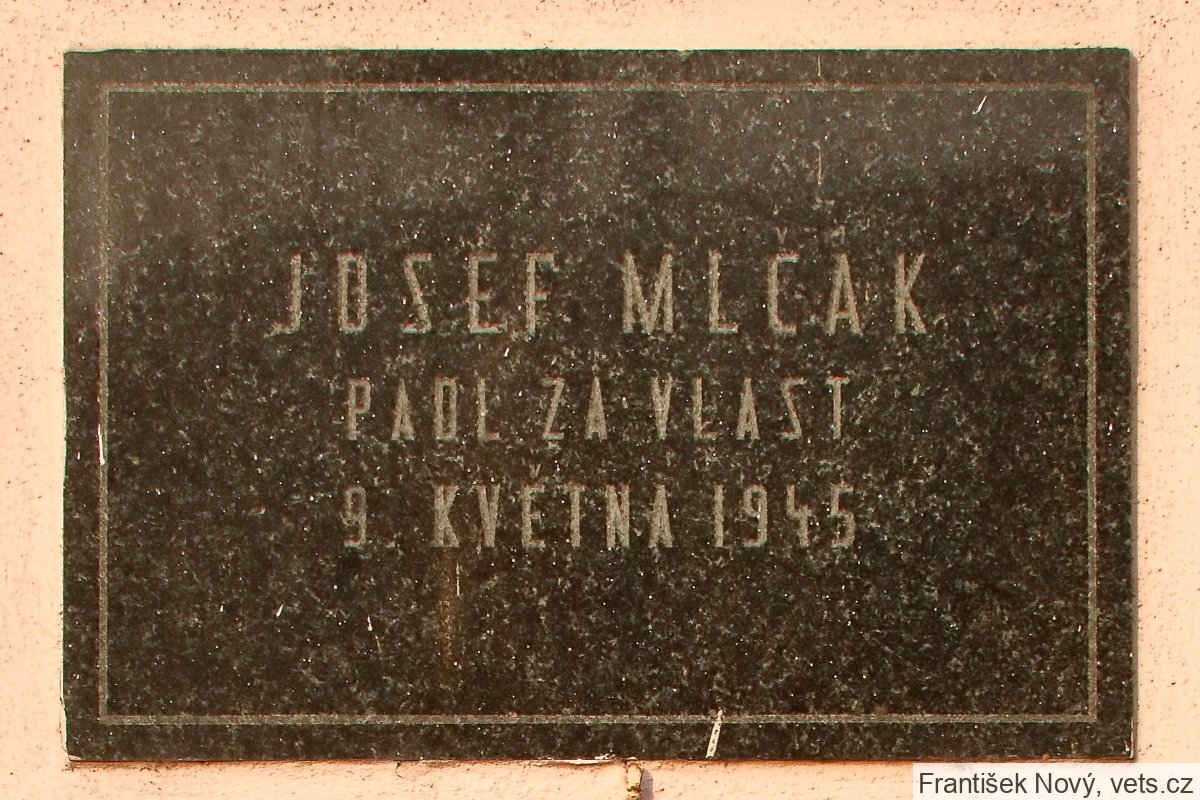 JOSEF MLČÁK
PADL ZA VLAST
9. KVĚTNA 1945
František Nový, vets.cz